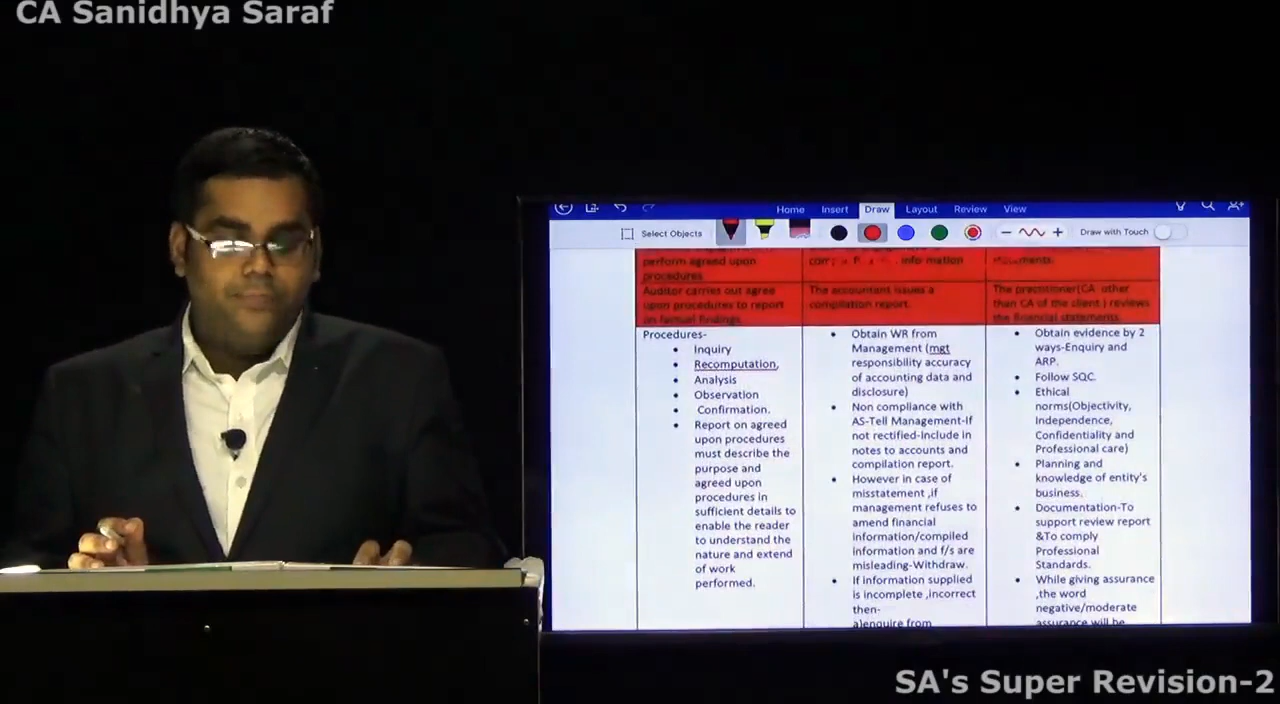 CA Sanidhya Saraf
Home Insert Draw Layout Review View
Select Objects
Draw with Touch
perform agreed upon
procedures
Auditor carries out agree
upon procedures to report
on factual findings.
Procedures-
• Inquiry
• Recomputation,
• Analysis
• Observation
• Confirmation.
• Report on agreed
upon procedures
must describe the
purpose and
agreed upon
procedures in
sufficient details to
enable the reader
to understand the
nature and extend
of work
performed.
information
The accountant issues a
compilation report.
• Obtain WR from
Management (mgt
responsibility accuracy
of accounting data and
disclosure)
• Non compliance with
AS-Tell Management-If
not rectified-Include in
notes to accounts and
compilation report.
• However in case of
misstatement ,if
management refuses to
amend financial
information/compiled
information and f/s are
misleading-Withdraw.
• If information supplied
is incomplete ,incorrect
then-
a)enquire from
The practitioner(CA other
than CA of the client ) reviews
the financial statements.
• Obtain evidence by 2
ways-Enquiry and
ARP.
• Follow SQC.
• Ethical
norms(Objectivity,
Independence,
Confidentiality and
Professional care)
• Planning and
knowledge of entity's
business.
• Documentation-To
support review report
&To comply
Professional
Standards.
• While giving assurance
,the word
negative/moderate
assurance will be
SA's Super Revision-2